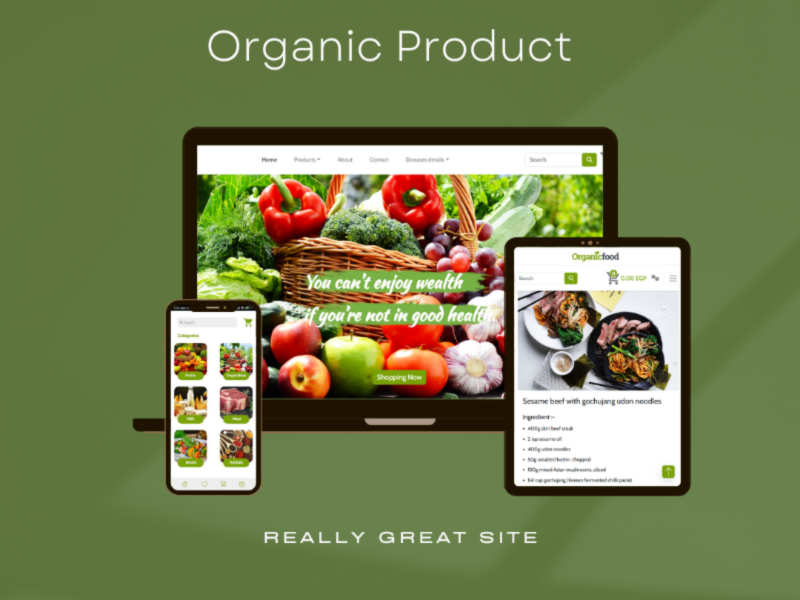 Organic Product
Home Products About Contact Diseases details Search
You can't enjoy wealth
if you're not in good health
Shopping Now
Search
Categories
Fruits Vegetables
Meat
Organicfood
Search 0.00 EGP
Sesame beef with gochujang udon noodles
Ingredient :-
• 400g skirt beef steak
• 2 tsp sesame oil
• 400g udon noodles
• 50g unsalted butter, chopped
• 150g mixed Asian mushrooms, sliced
• 1/4 cup gochujang (Korean fermented chilli paste)
REALLY GREAT SITE